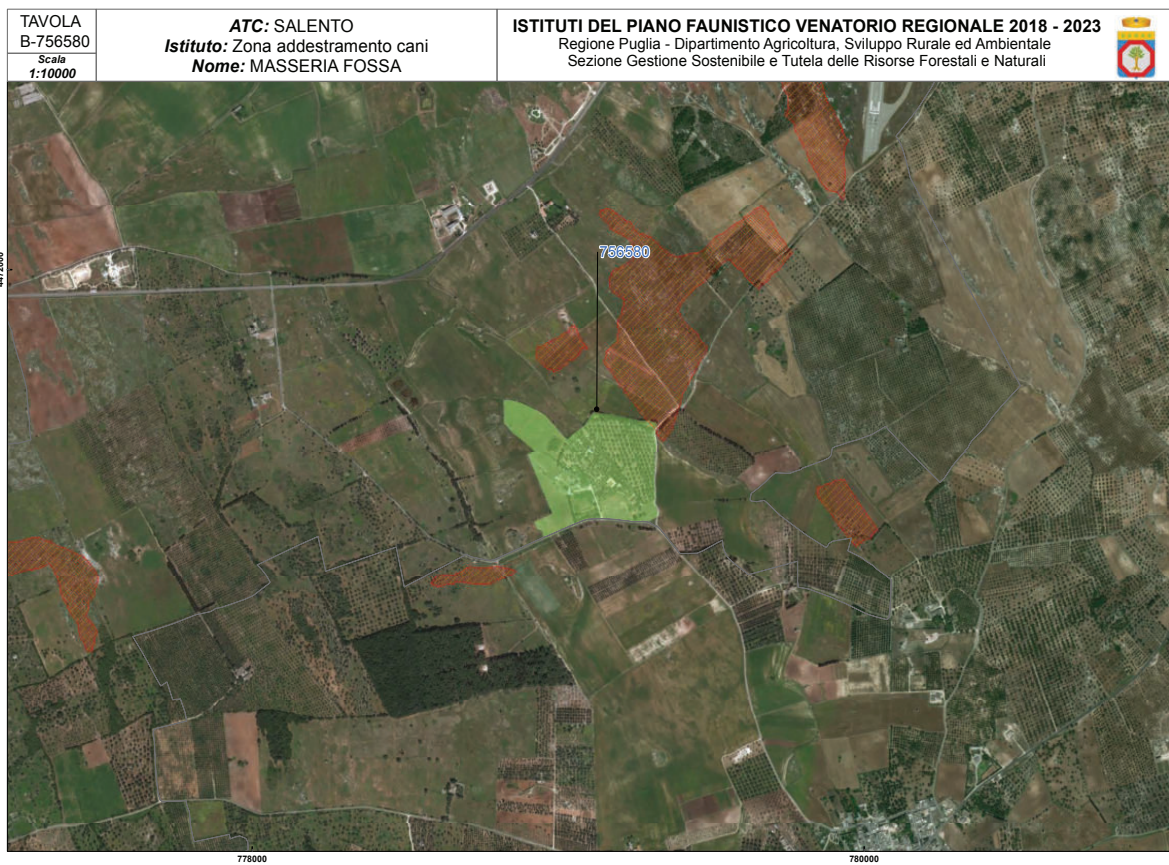 TAVOLA
B-756580
Scala
1:10000
ATC: SALENTO
Istituto: Zona addestramento cani
Nome: MASSERIA FOSSA
ISTITUTI DEL PIANO FAUNISTICO VENATORIO REGIONALE 2018 - 2023
Regione Puglia - Dipartimento Agricoltura, Sviluppo Rurale ed Ambientale
Sezione Gestione Sostenibile e Tutela delle Risorse Forestali e Naturali
756580
4472000
778000
780000